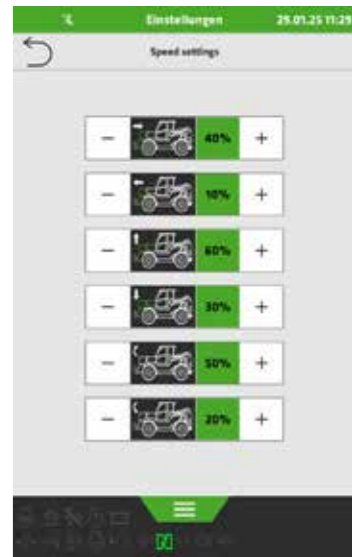 Einstellungen 29.01.25 11:29
Speed settings
− 40% +
− 10% +
− 60% +
− 30% +
− 50% +
− 20% +